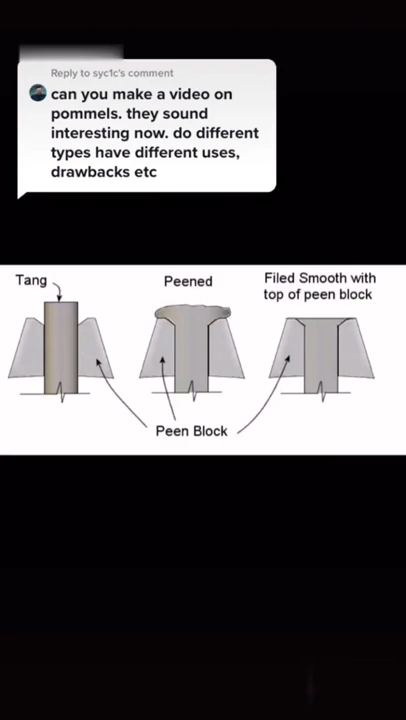 Reply to syc1c's comment
can you make a video on
pommels. they sound
interesting now. do different
types have different uses,
drawbacks etc
Tang
Peened
Filed Smooth with
top of peen block
Peen Block